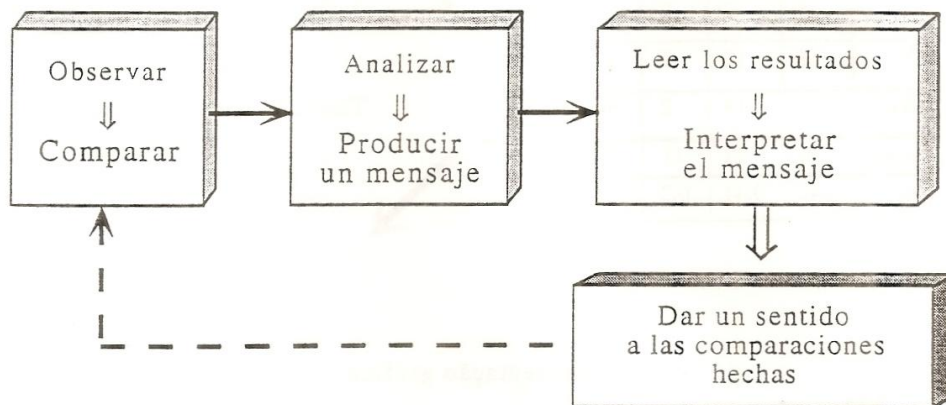 Observar
⇓
Comparar
Analizar
⇓
Producir
un mensaje
Leer los resultados
⇓
Interpretar
el mensaje
Dar un sentido
a las comparaciones
hechas